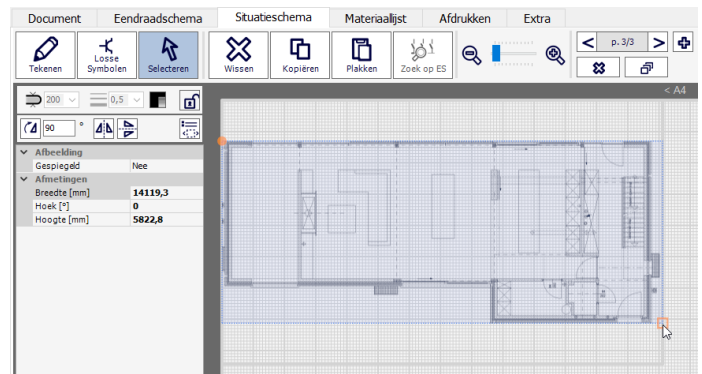 Document Eendraadschema Situatieschema Materiaallijst Afdrukken Extra
Tekenen Losse Symbolen Selecteren Wissen Kopiëren Plakken Zoek op ES
< p. 3/3 >
200 0,5
< A4
90 °
Afbeelding
Gespiegeld Nee
Afmetingen
Breedte [mm] 14119,3
Hoek [°] 0
Hoogte [mm] 5822,8